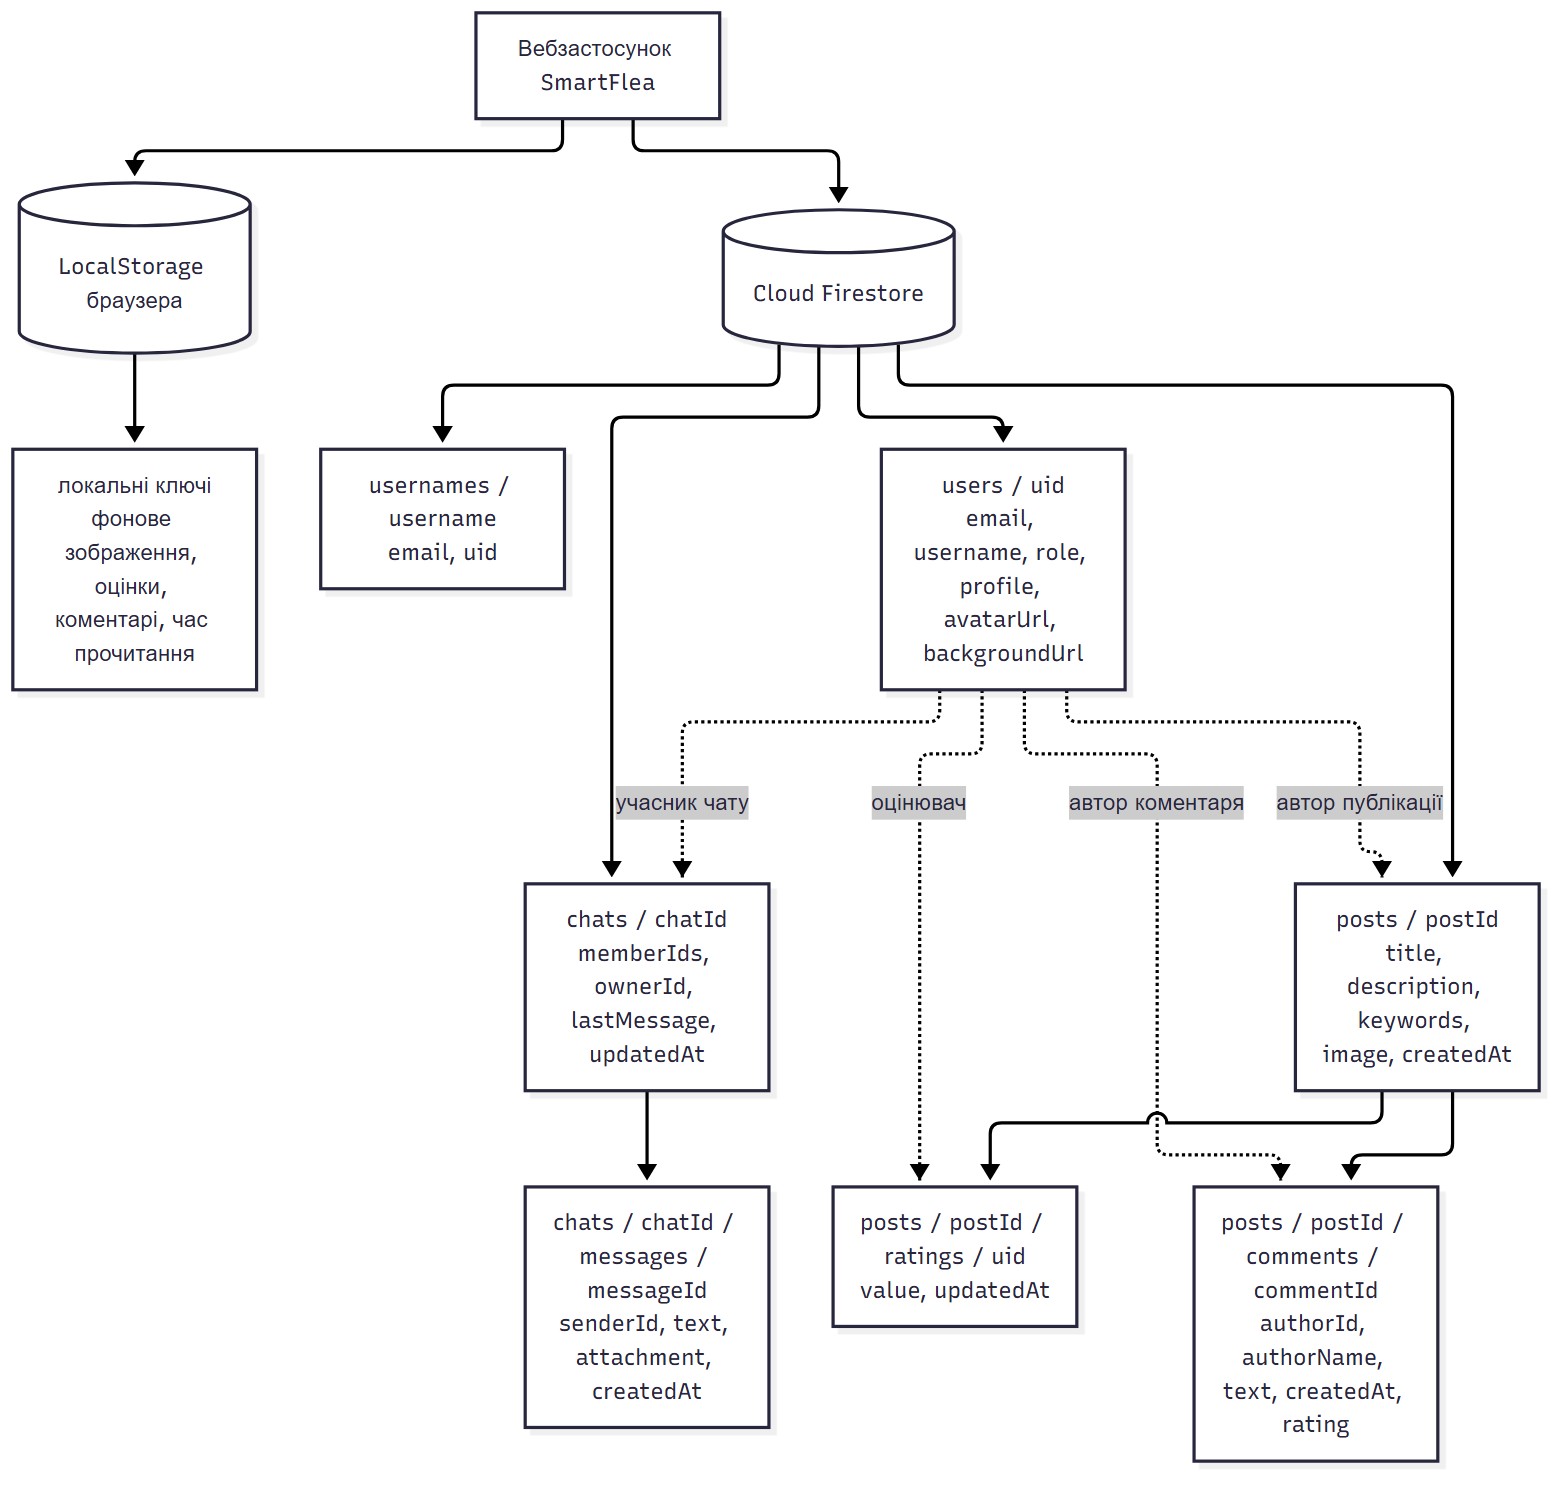 Вебзастосунок
SmartFlea
LocalStorage
браузера
Cloud Firestore
локальні ключі
фонове
зображення,
оцінки,
коментарі, час
прочитання
usernames /
username
email, uid
users / uid
email,
username, role,
profile,
avatarUrl,
backgroundUrl
учасник чату
оцінювач
автор коментаря
автор публікації
chats / chatId
memberIds,
ownerId,
lastMessage,
updatedAt
posts / postId
title,
description,
keywords,
image, createdAt
chats / chatId /
messages /
messageId
senderId, text,
attachment,
createdAt
posts / postId /
ratings / uid
value, updatedAt
posts / postId /
comments /
commentId
authorId,
authorName,
text, createdAt,
rating